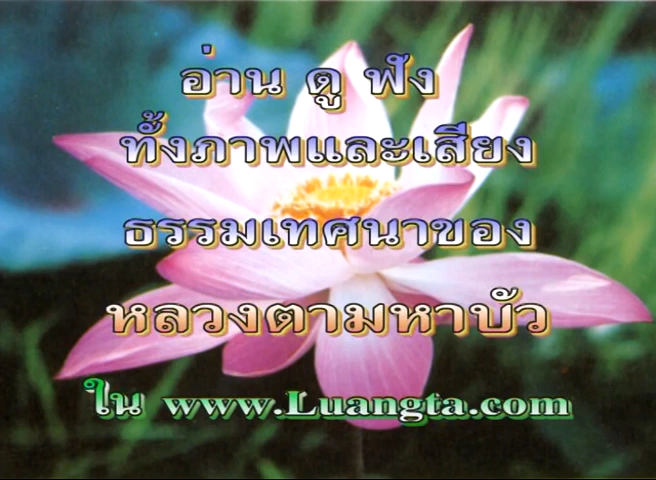 อ่าน ดู ฟัง
ทั้งภาพและเสียง
ธรรมเทศนาของ
หลวงตามหาบัว
ใน www.Luangta.com